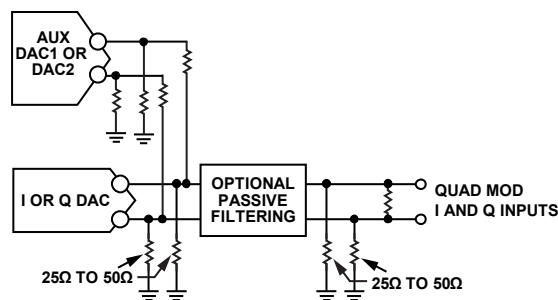 AUX
DAC1 OR
DAC2
I OR Q DAC
OPTIONAL
PASSIVE
FILTERING
QUAD MOD
I AND Q INPUTS
25Ω TO 50Ω
25Ω TO 50Ω